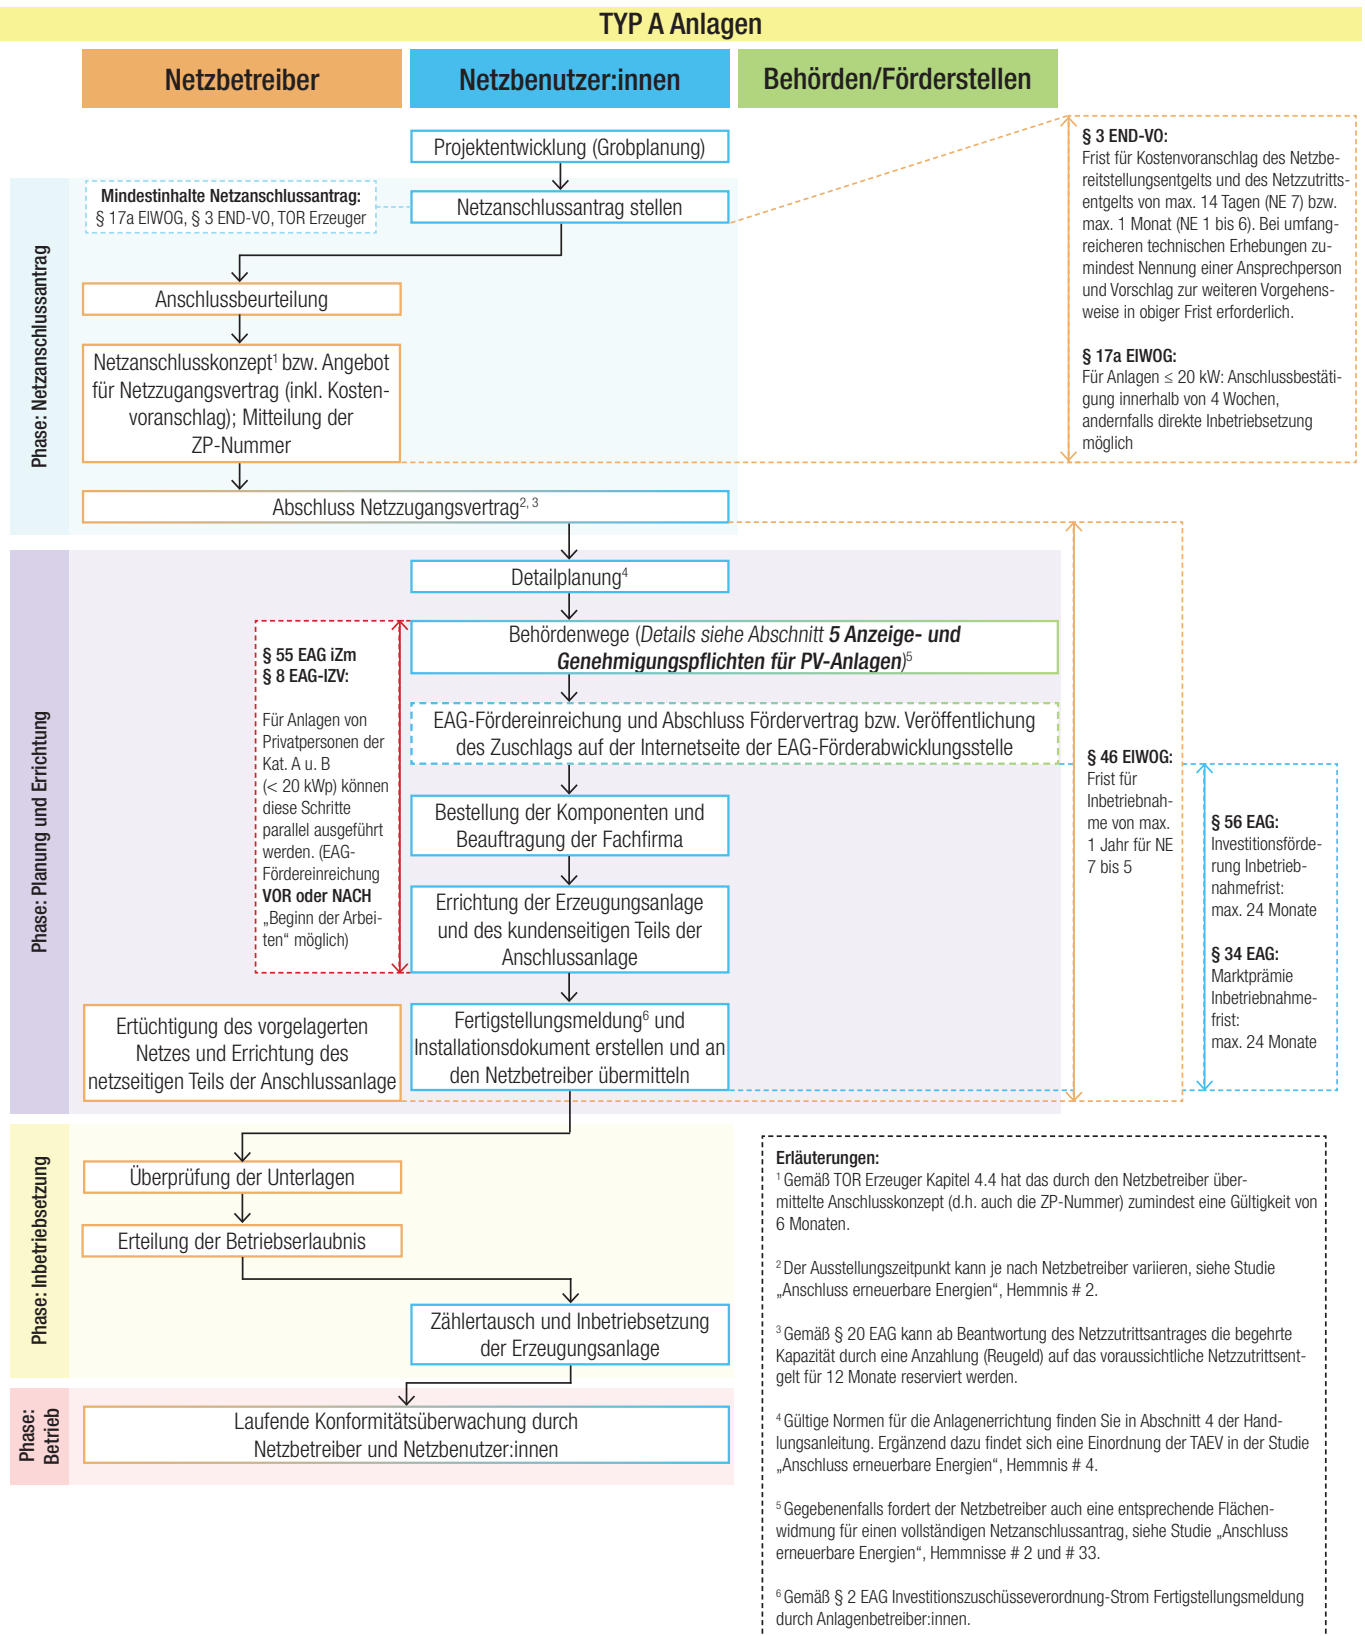 TYP A Anlagen
Netzbetreiber
Netzbenutzer:innen
Behörden/Förderstellen
Projektentwicklung (Grobplanung)
Phase: Netzanschlussantrag
Mindestinhalte Netzanschlussantrag:
§ 17a ElWOG, § 3 END-VO, TOR Erzeuger
Netzanschlussantrag stellen
Anschlussbeurteilung
Netzanschlusskonzept¹ bzw. Angebot
für Netzzugangsvertrag (inkl. Kosten-
voranschlag); Mitteilung der
ZP-Nummer
Abschluss Netzzugangsvertrag², ³
§ 3 END-VO:
Frist für Kostenvoranschlag des Netzbe-
reitstellungsentgelts und des Netzzutritts-
entgelts von max. 14 Tagen (NE 7) bzw.
max. 1 Monat (NE 1 bis 6). Bei umfang-
reicheren technischen Erhebungen zu-
mindest Nennung einer Ansprechperson
und Vorschlag zur weiteren Vorgehens-
weise in obiger Frist erforderlich.
§ 17a ElWOG:
Für Anlagen ≤ 20 kW: Anschlussbestäti-
gung innerhalb von 4 Wochen,
andernfalls direkte Inbetriebsetzung
möglich
Phase: Planung und Errichtung
Detailplanung⁴
Behördenwege (Details siehe Abschnitt 5 Anzeige- und
Genehmigungspflichten für PV-Anlagen)⁵
EAG-Fördereinreichung und Abschluss Fördervertrag bzw. Veröffentlichung
des Zuschlags auf der Internetseite der EAG-Förderabwicklungsstelle
Bestellung der Komponenten und
Beauftragung der Fachfirma
Errichtung der Erzeugungsanlage
und des kundenseitigen Teils der
Anschlussanlage
§ 55 EAG iZm
§ 8 EAG-IZV:
Für Anlagen von
Privatpersonen der
Kat. A u. B
(< 20 kWp) können
diese Schritte
parallel ausgeführt
werden. (EAG-
Fördereinreichung
VOR oder NACH
„Beginn der Arbei-
ten“ möglich)
Ertüchtigung des vorgelagerten
Netzes und Errichtung des
netzseitigen Teils der Anschlussanlage
Fertigstellungsmeldung⁶ und
Installationsdokument erstellen und an
den Netzbetreiber übermitteln
§ 46 ElWOG:
Frist für
Inbetriebnah-
me von max.
1 Jahr für NE
7 bis 5
§ 56 EAG:
Investitionsförde-
rung Inbetrieb-
nahmefrist:
max. 24 Monate
§ 34 EAG:
Marktprämie
Inbetriebnahme-
frist:
max. 24 Monate
Phase: Inbetriebsetzung
Überprüfung der Unterlagen
Erteilung der Betriebserlaubnis
Zählertausch und Inbetriebsetzung
der Erzeugungsanlage
Phase:
Betrieb
Laufende Konformitätsüberwachung durch
Netzbetreiber und Netzbenutzer:innen
Erläuterungen:
¹ Gemäß TOR Erzeuger Kapitel 4.4 hat das durch den Netzbetreiber über-
mittelte Anschlusskonzept (d.h. auch die ZP-Nummer) zumindest eine Gültigkeit von
6 Monaten.
² Der Ausstellungszeitpunkt kann je nach Netzbetreiber variieren, siehe Studie
„Anschluss erneuerbare Energien“, Hemmnis # 2.
³ Gemäß § 20 EAG kann ab Beantwortung des Netzzutrittsantrages die begehrte
Kapazität durch eine Anzahlung (Reugeld) auf das voraussichtliche Netzzutrittsent-
gelt für 12 Monate reserviert werden.
⁴ Gültige Normen für die Anlagenerrichtung finden Sie in Abschnitt 4 der Hand-
lungsanleitung. Ergänzend dazu findet sich eine Einordnung der TAEV in der Studie
„Anschluss erneuerbare Energien“, Hemmnis # 4.
⁵ Gegebenenfalls fordert der Netzbetreiber auch eine entsprechende Flächen-
widmung für einen vollständigen Netzanschlussantrag, siehe Studie „Anschluss
erneuerbare Energien“, Hemmnisse # 2 und # 33.
⁶ Gemäß § 2 EAG Investitionszuschüsseverordnung-Strom Fertigstellungsmeldung
durch Anlagenbetreiber:innen.